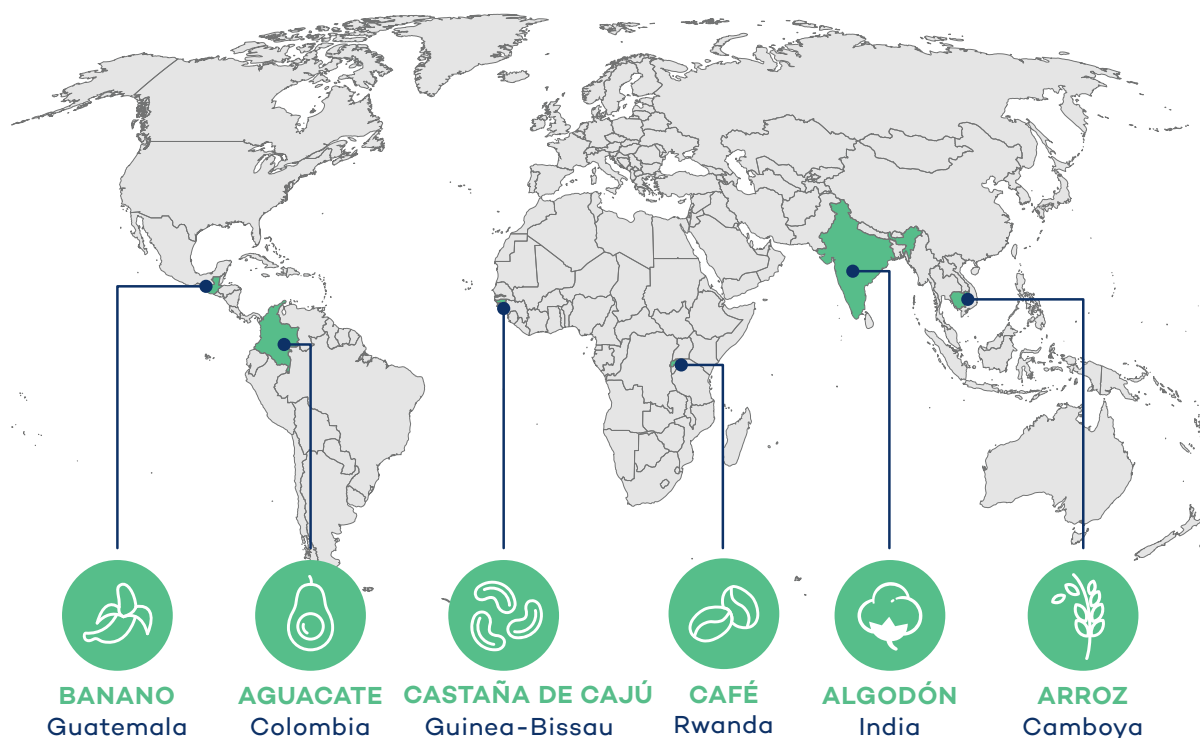 BANANO
Guatemala
AGUACATE
Colombia
CASTAÑA DE CAJÚ
Guinea-Bissau
CAFÉ
Rwanda
ALGODÓN
India
ARROZ
Camboya